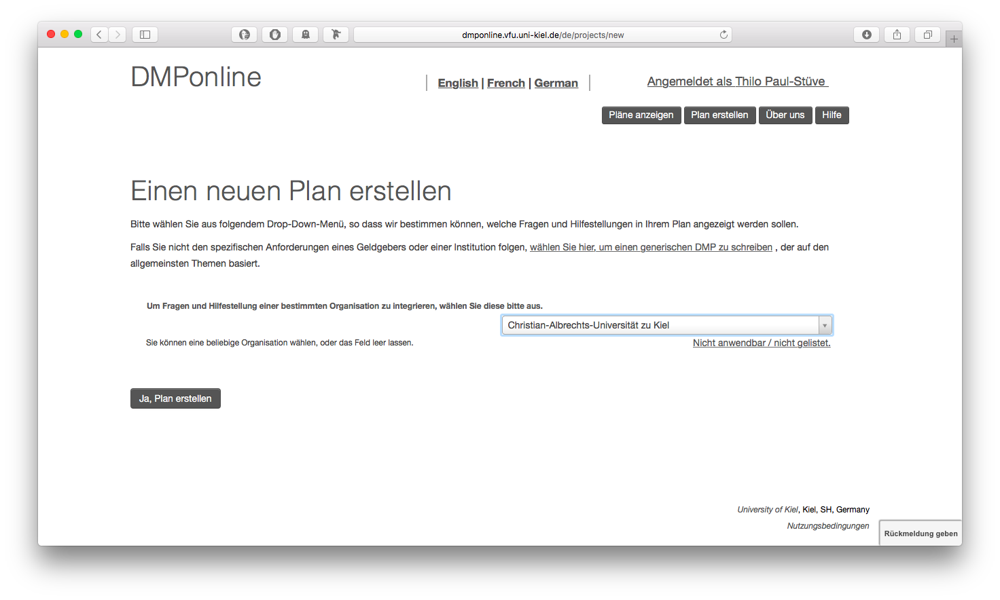 dmponline.vfu.uni-kiel.de/de/projects/new
DMPonline
English | French | German
Angemeldet als Thilo Paul-Stüve
Pläne anzeigen
Plan erstellen
Über uns
Hilfe
Einen neuen Plan erstellen
Bitte wählen Sie aus folgendem Drop-Down-Menü, so dass wir bestimmen können, welche Fragen und Hilfestellungen in Ihrem Plan angezeigt werden sollen.
Falls Sie nicht den spezifischen Anforderungen eines Geldgebers oder einer Institution folgen, wählen Sie hier, um einen generischen DMP zu schreiben , der auf den
allgemeinsten Themen basiert.
Um Fragen und Hilfestellung einer bestimmten Organisation zu integrieren, wählen Sie diese bitte aus.
Christian-Albrechts-Universität zu Kiel
Sie können eine beliebige Organisation wählen, oder das Feld leer lassen.
Nicht anwendbar / nicht gelistet.
Ja, Plan erstellen
University of Kiel, Kiel, SH, Germany
Nutzungsbedingungen
Rückmeldung geben